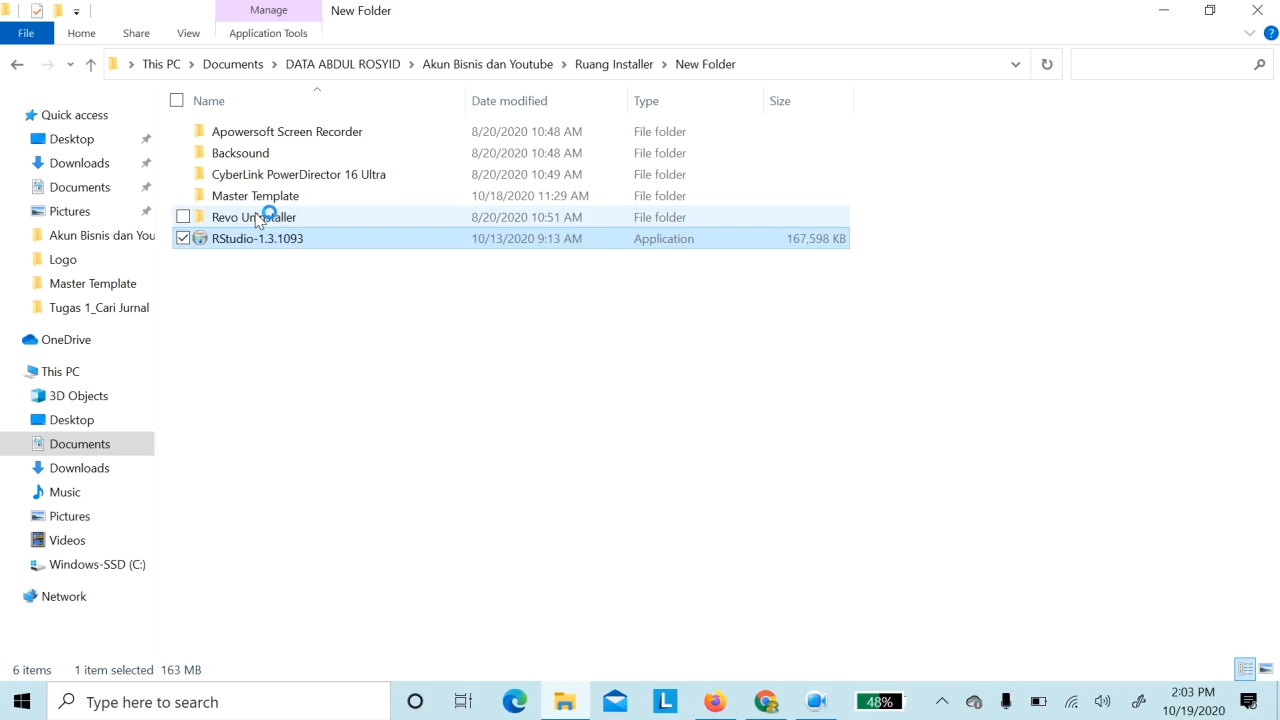 Manage
New Folder
File
Home
Share
View
Application Tools
This PC
Documents
DATA ABDUL ROSYID
Akun Bisnis dan Youtube
Ruang Installer
New Folder
Name
Date modified
Type
Size
Apowersoft Screen Recorder 8/20/2020 10:48 AM File folder
Backsound 8/20/2020 10:48 AM File folder
CyberLink PowerDirector 16 Ultra 8/20/2020 10:49 AM File folder
Master Template 10/18/2020 11:29 AM File folder
Revo Uninstaller 8/20/2020 10:51 AM File folder
RStudio-1.3.1093 10/13/2020 9:13 AM Application 167,598 KB
Quick access
Desktop
Downloads
Documents
Pictures
Akun Bisnis dan You
Logo
Master Template
Tugas 1_Cari Jurnal
OneDrive
This PC
3D Objects
Desktop
Documents
Downloads
Music
Pictures
Videos
Windows-SSD (C:)
Network
6 items 1 item selected 163 MB
Type here to search
48%
2:03 PM
10/19/2020